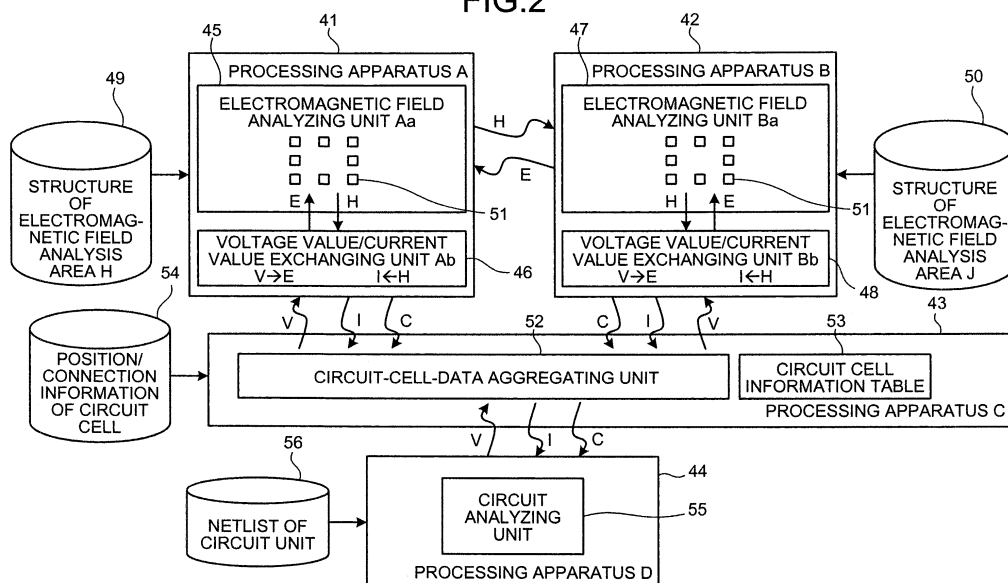 FIG.2
41
42
45
47
PROCESSING APPARATUS A
PROCESSING APPARATUS B
49
50
ELECTROMAGNETIC FIELD
ANALYZING UNIT Aa
ELECTROMAGNETIC FIELD
ANALYZING UNIT Ba
H
E
STRUCTURE
OF
ELECTROMAG-
NETIC FIELD
ANALYSIS
AREA H
STRUCTURE
OF
ELECTROMAG-
NETIC FIELD
ANALYSIS
AREA J
E H
51
H E
51
VOLTAGE VALUE/CURRENT
VALUE EXCHANGING UNIT Ab
V→E I←H
46
VOLTAGE VALUE/CURRENT
VALUE EXCHANGING UNIT Bb
V→E I←H
48
54
V I C
C I V
43
52
53
POSITION/
CONNECTION
INFORMATION
OF CIRCUIT
CELL
CIRCUIT-CELL-DATA AGGREGATING UNIT
CIRCUIT CELL
INFORMATION TABLE
PROCESSING APPARATUS C
V I C
56
44
NETLIST OF
CIRCUIT UNIT
CIRCUIT
ANALYZING
UNIT
55
PROCESSING APPARATUS D